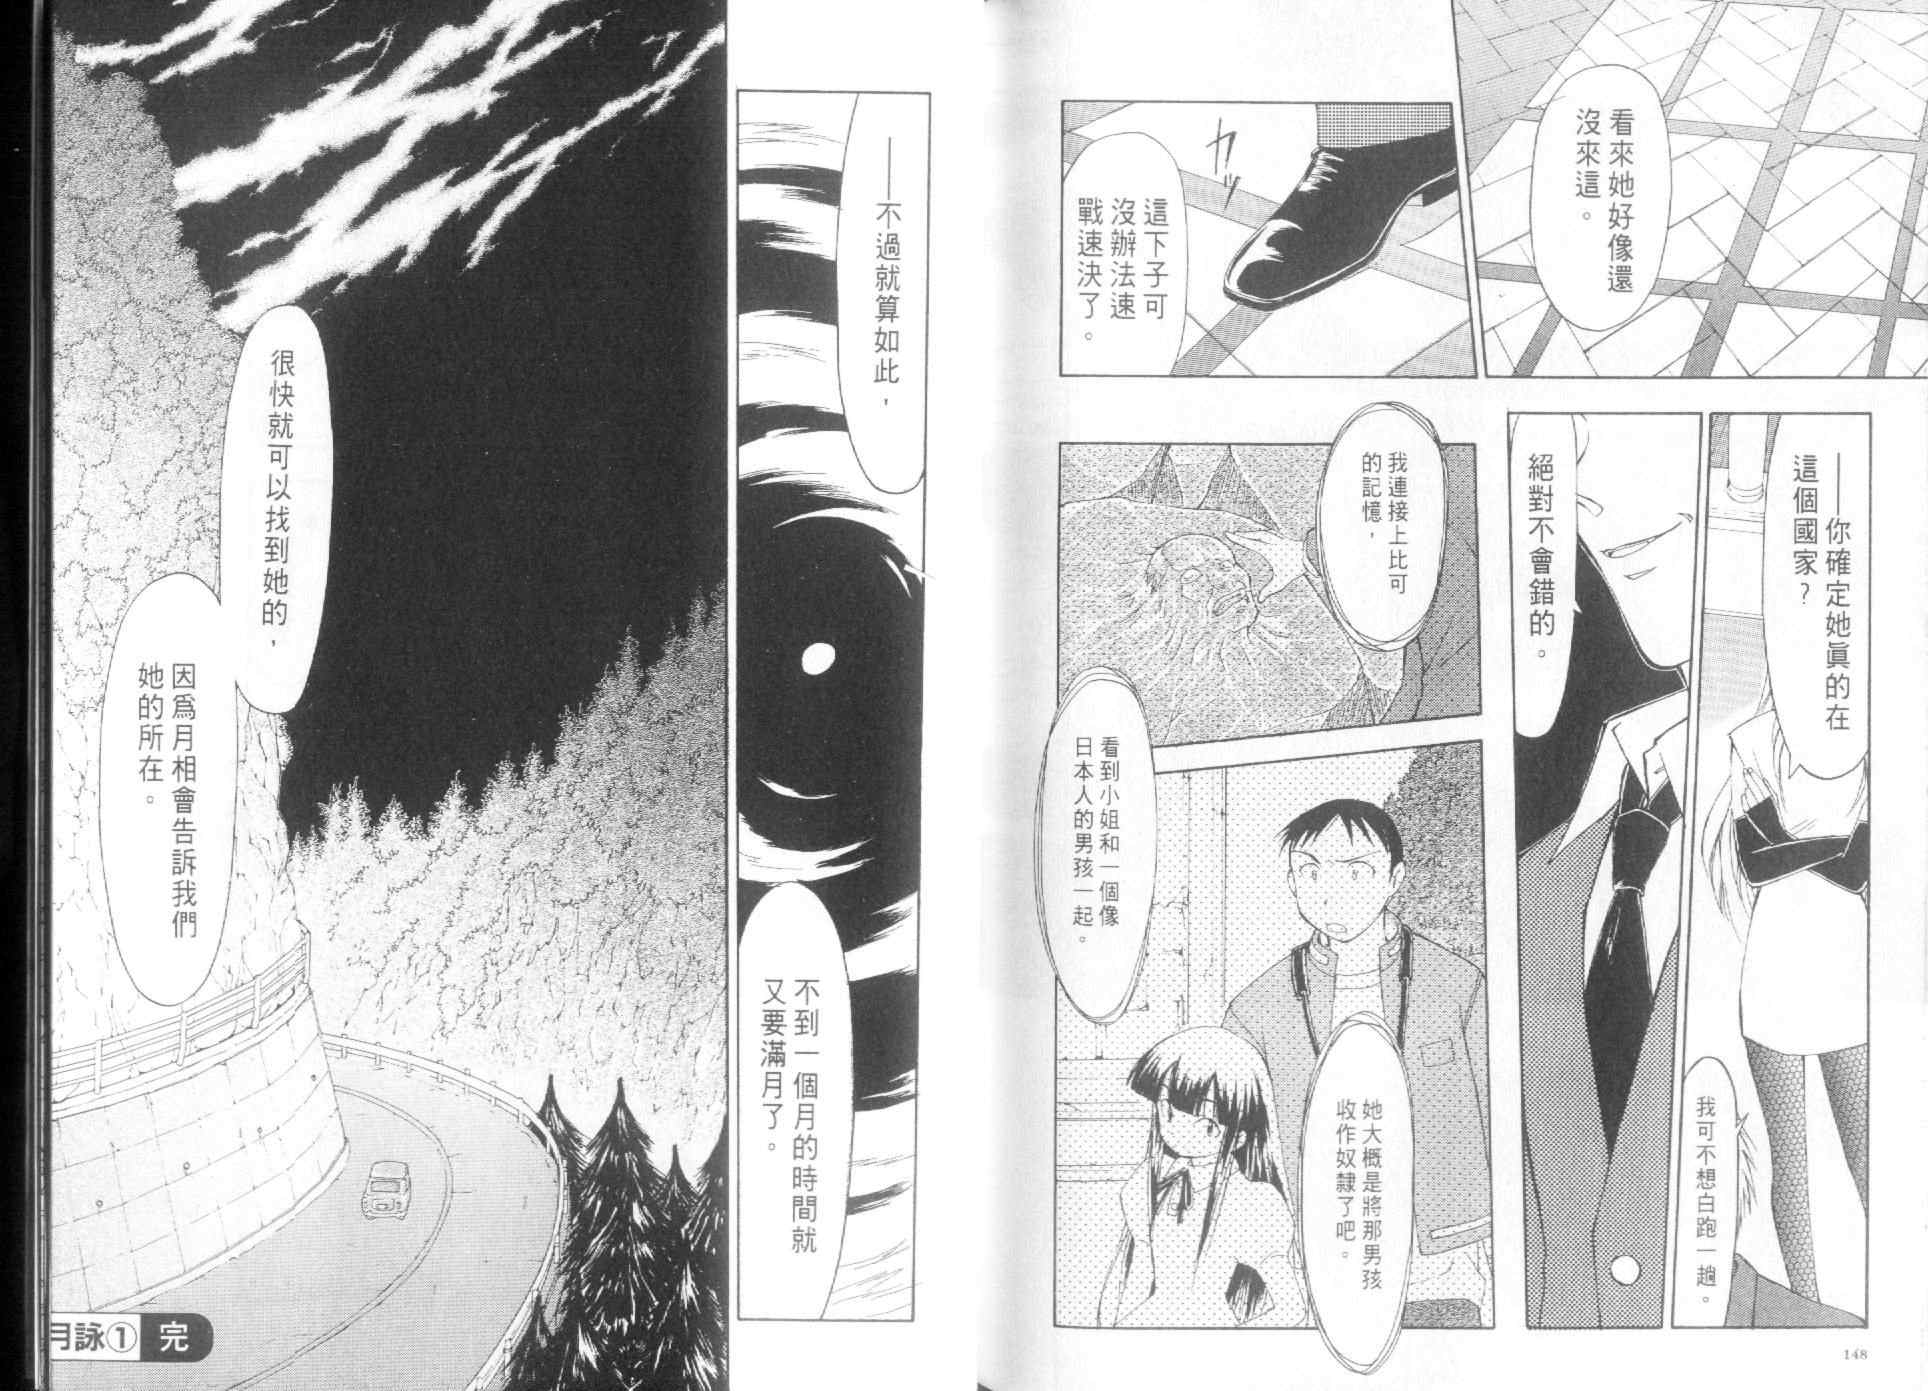 看來她好像還
沒來這。
カッ
這下子可
沒辦法速
戰速決了。
——你確定她眞的在
這個國家?
我可不想白跑一趟。
絕對不會錯的。
我連接上比可
的記憶,
看到小姐和一個像
日本人的男孩一起。
她大概是將那男孩
收作奴隸了吧。
148
——不過就算如此,
不到一個月的時間就
又要滿月了。
很快就可以找到她的,
因爲月相會告訴我們
她的所在。
月詠① 完